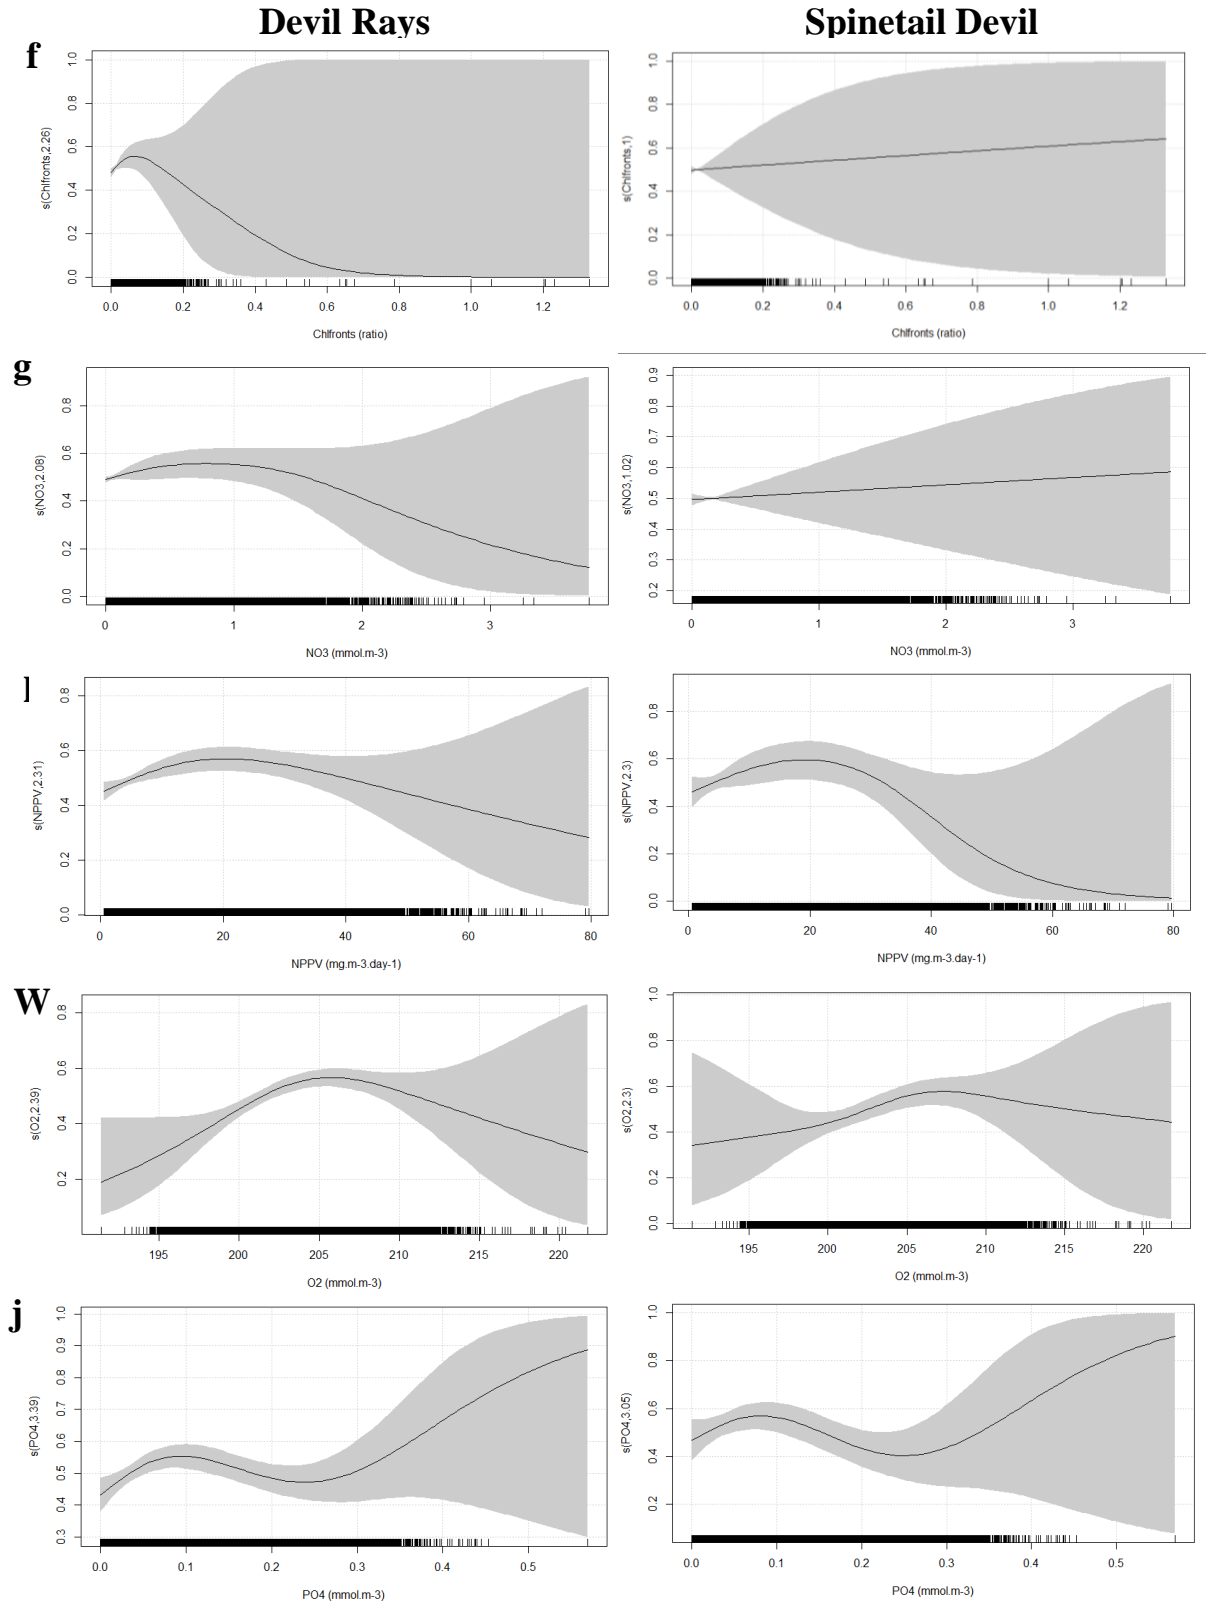 Devil Rays Spinetail Devil
f
s(Chlfronts,2.26)
0.0 0.2 0.4 0.6 0.8 1.0
0.0 0.2 0.4 0.6 0.8 1.0 1.2
Chlfronts (ratio)
s(Chlfronts,1)
0.0 0.2 0.4 0.6 0.8 1.0
0.0 0.2 0.4 0.6 0.8 1.0 1.2
Chlfronts (ratio)
g
s(NO3,2.08)
0.0 0.2 0.4 0.6 0.8
0 1 2 3
NO3 (mmol.m-3)
s(NO3,1.02)
0.2 0.3 0.4 0.5 0.6 0.7 0.8 0.9
0 1 2 3
NO3 (mmol.m-3)
s(NPPV,2.31)
0.0 0.2 0.4 0.6 0.8
0 20 40 60 80
NPPV (mg.m-3.day-1)
s(NPPV,2.3)
0.0 0.2 0.4 0.6 0.8
0 20 40 60 80
NPPV (mg.m-3.day-1)
W
s(O2,2.39)
0.2 0.4 0.6 0.8
195 200 205 210 215 220
O2 (mmol.m-3)
s(O2,2.3)
0.0 0.2 0.4 0.6 0.8 1.0
195 200 205 210 215 220
O2 (mmol.m-3)
j
s(PO4,3.39)
0.3 0.4 0.5 0.6 0.7 0.8 0.9 1.0
0.0 0.1 0.2 0.3 0.4 0.5
PO4 (mmol.m-3)
s(PO4,3.05)
0.2 0.4 0.6 0.8 1.0
0.0 0.1 0.2 0.3 0.4 0.5
PO4 (mmol.m-3)